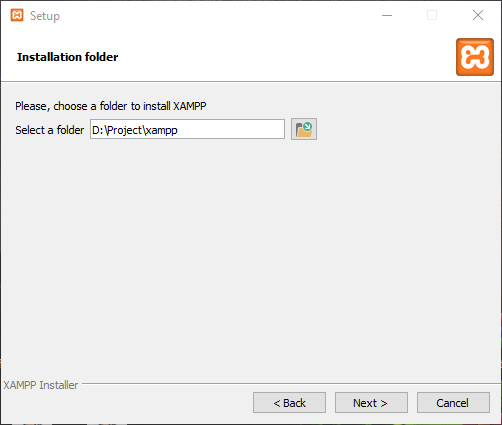 Setup
Installation folder
Please, choose a folder to install XAMPP
Select a folder D:\Project\xampp
XAMPP Installer
< Back Next > Cancel